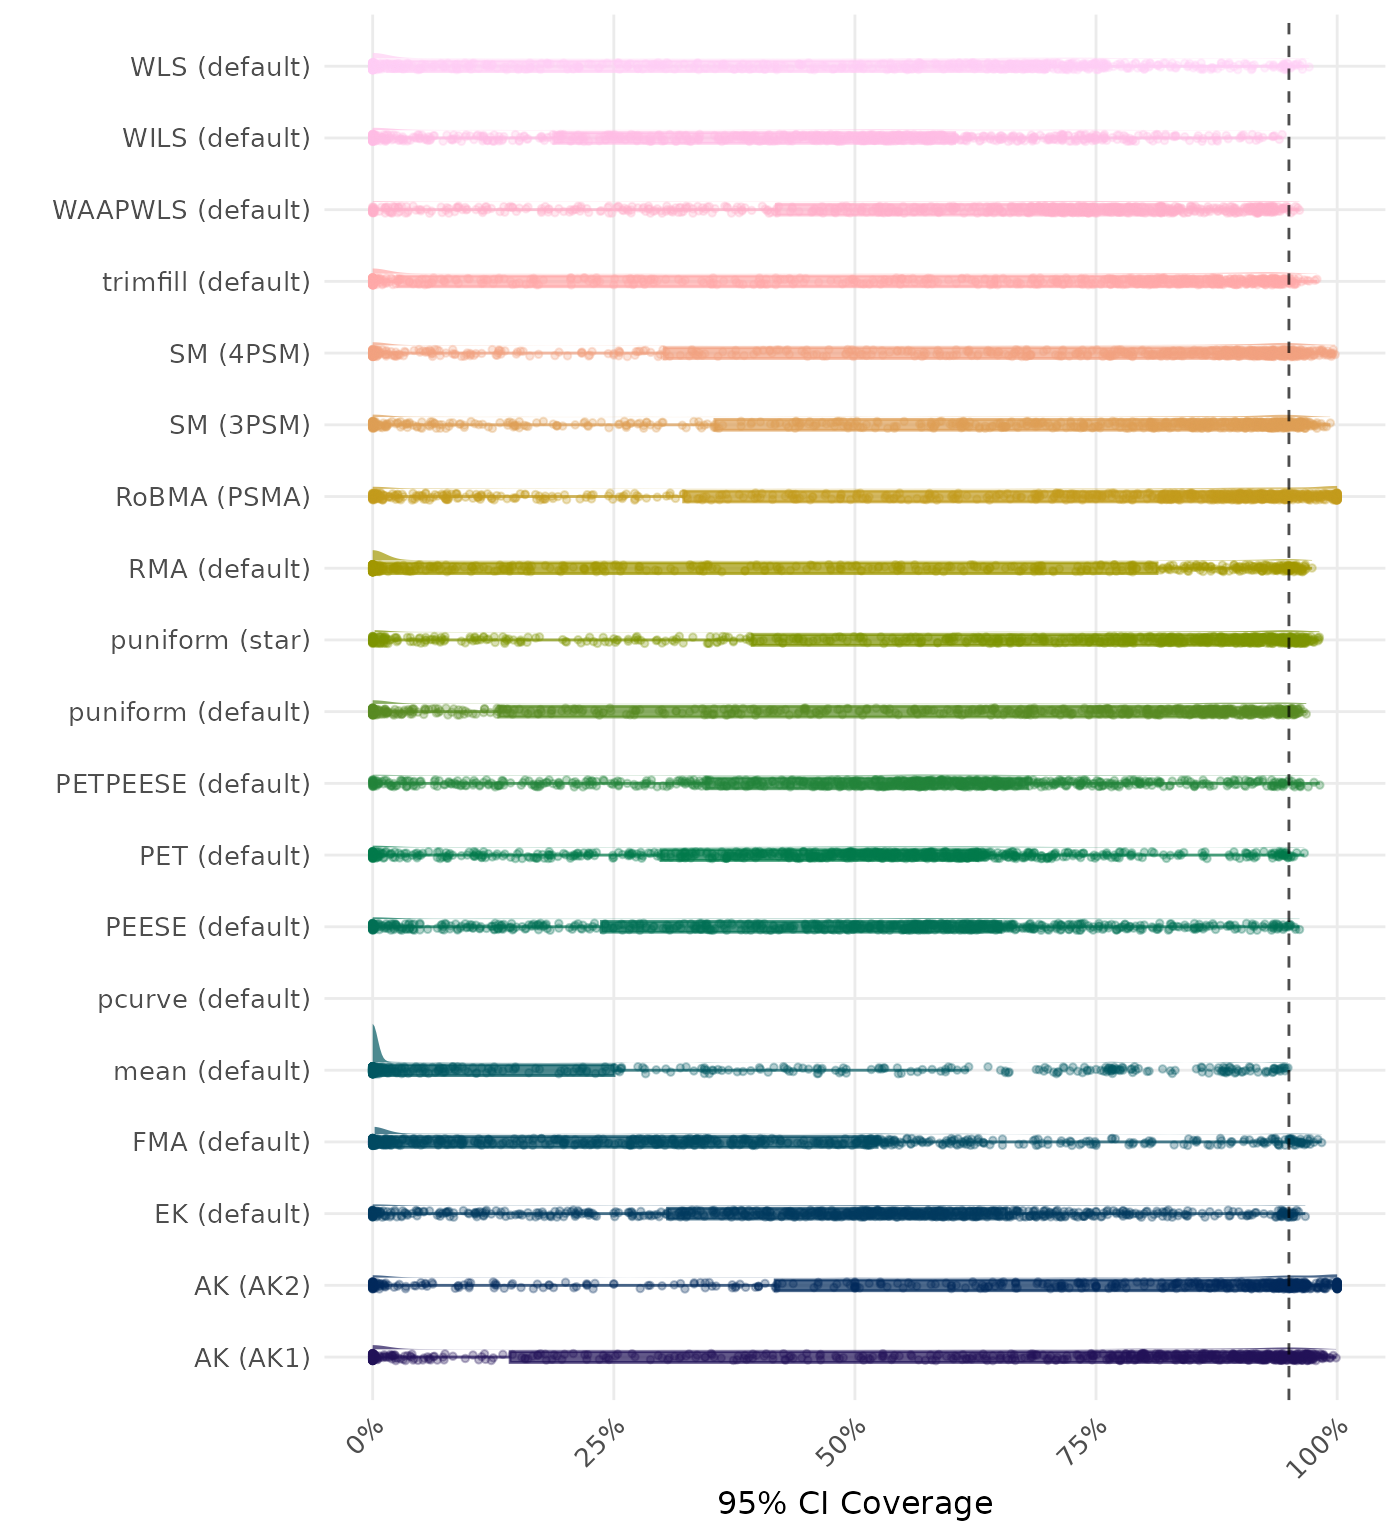 WLS (default)
WILS (default)
WAAPWLS (default)
trimfill (default)
SM (4PSM)
SM (3PSM)
RoBMA (PSMA)
RMA (default)
puniform (star)
puniform (default)
PETPEESE (default)
PET (default)
PEESE (default)
pcurve (default)
mean (default)
FMA (default)
EK (default)
AK (AK2)
AK (AK1)
0%
25%
50%
75%
100%
95% CI Coverage